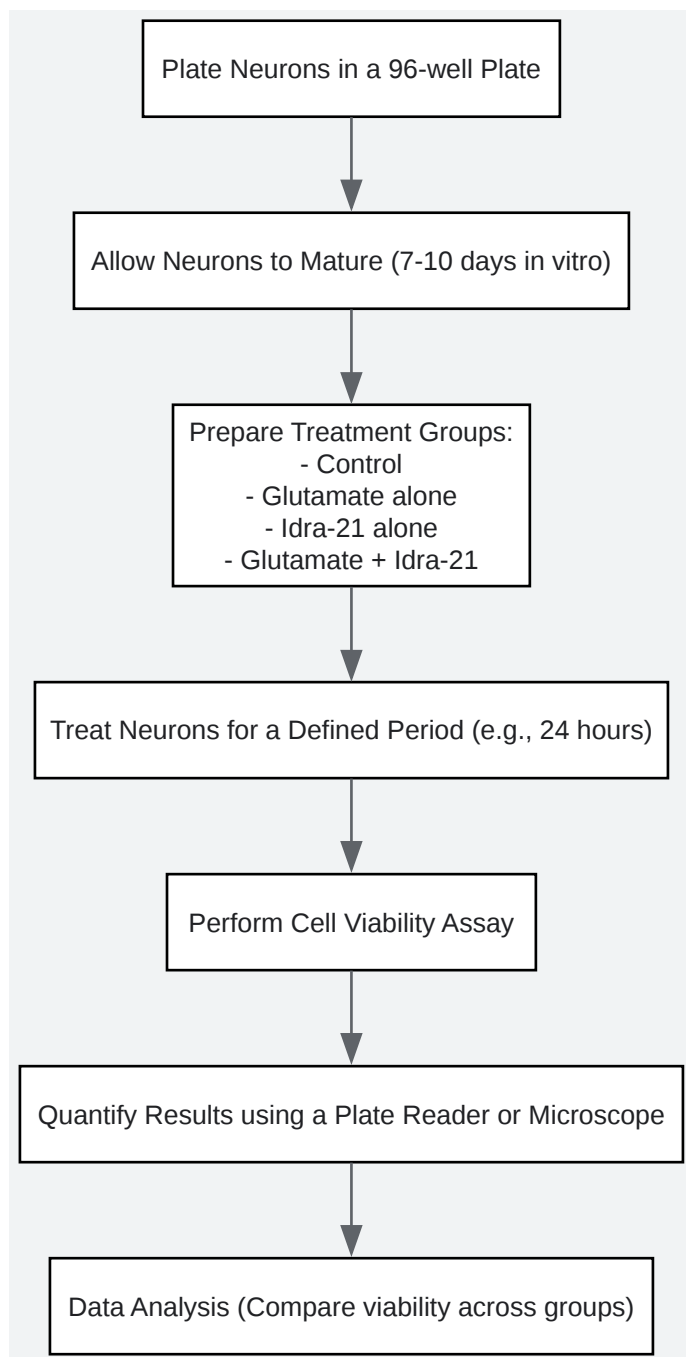 Plate Neurons in a 96-well Plate
Allow Neurons to Mature (7-10 days in vitro)
Prepare Treatment Groups:
- Control
- Glutamate alone
- Idra-21 alone
- Glutamate + Idra-21
Treat Neurons for a Defined Period (e.g., 24 hours)
Perform Cell Viability Assay
Quantify Results using a Plate Reader or Microscope
Data Analysis (Compare viability across groups)